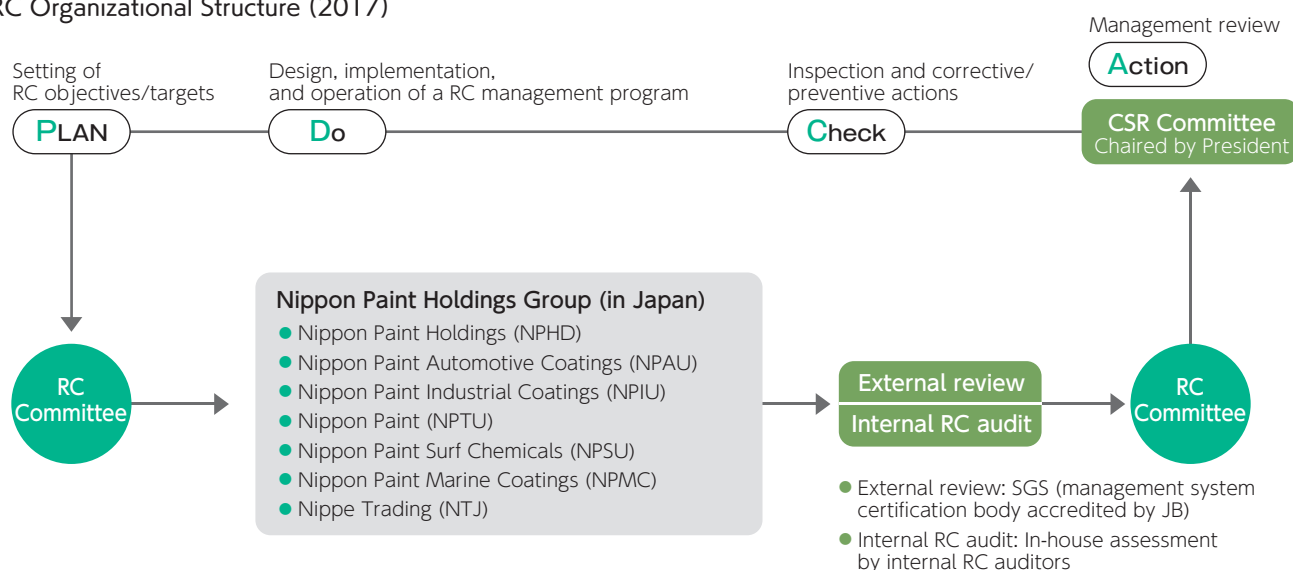 RC Organizational Structure (2017)
Management review
Action
Setting of
RC objectives/targets
PLAN
Design, implementation,
and operation of a RC management program
Do
Inspection and corrective/
preventive actions
Check
CSR Committee
Chaired by President
RC
Committee
Nippon Paint Holdings Group (in Japan)
● Nippon Paint Holdings (NPHD)
● Nippon Paint Automotive Coatings (NPAU)
● Nippon Paint Industrial Coatings (NPIU)
● Nippon Paint (NPTU)
● Nippon Paint Surf Chemicals (NPSU)
● Nippon Paint Marine Coatings (NPMC)
● Nippe Trading (NTJ)
External review
Internal RC audit
RC
Committee
● External review: SGS (management system
certification body accredited by JB)
● Internal RC audit: In-house assessment
by internal RC auditors